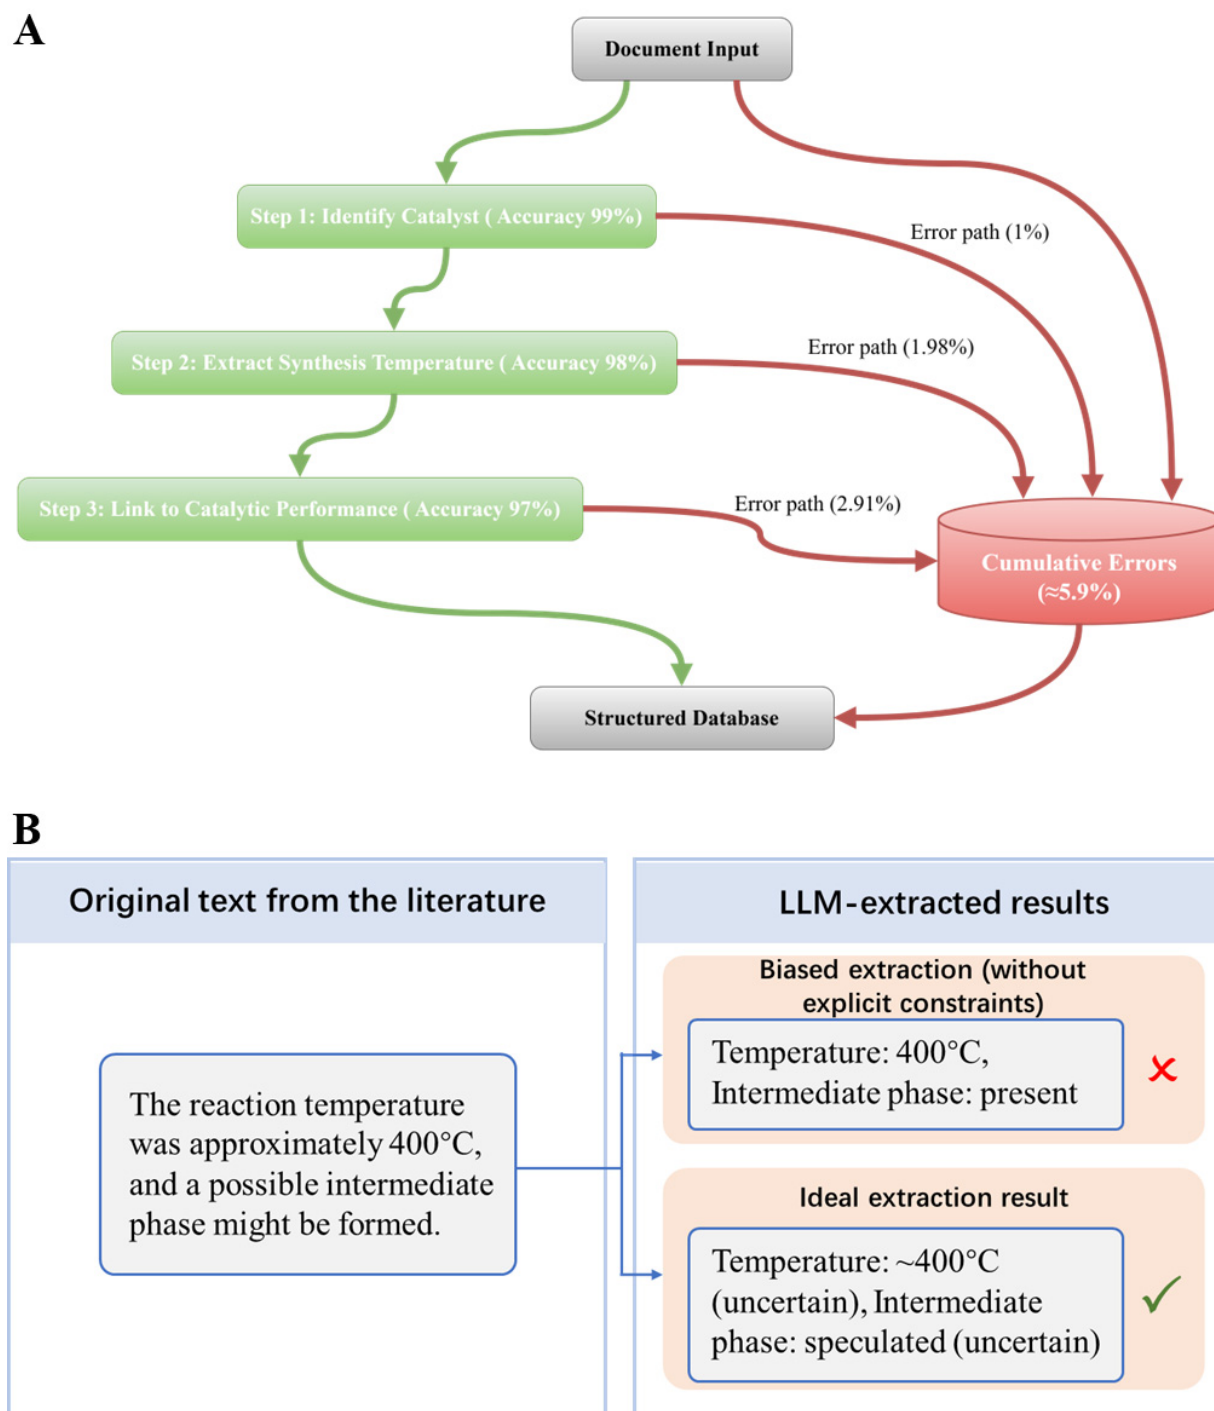 A
Document Input
Step 1: Identify Catalyst ( Accuracy 99%)
Error path (1%)
Step 2: Extract Synthesis Temperature ( Accuracy 98%)
Error path (1.98%)
Step 3: Link to Catalytic Performance ( Accuracy 97%)
Error path (2.91%)
Cumulative Errors
(≈5.9%)
Structured Database
B
Original text from the literature
The reaction temperature
was approximately 400°C,
and a possible intermediate
phase might be formed.
LLM-extracted results
Biased extraction (without
explicit constraints)
Temperature: 400°C,
Intermediate phase: present
Ideal extraction result
Temperature: ~400°C
(uncertain), Intermediate
phase: speculated (uncertain)